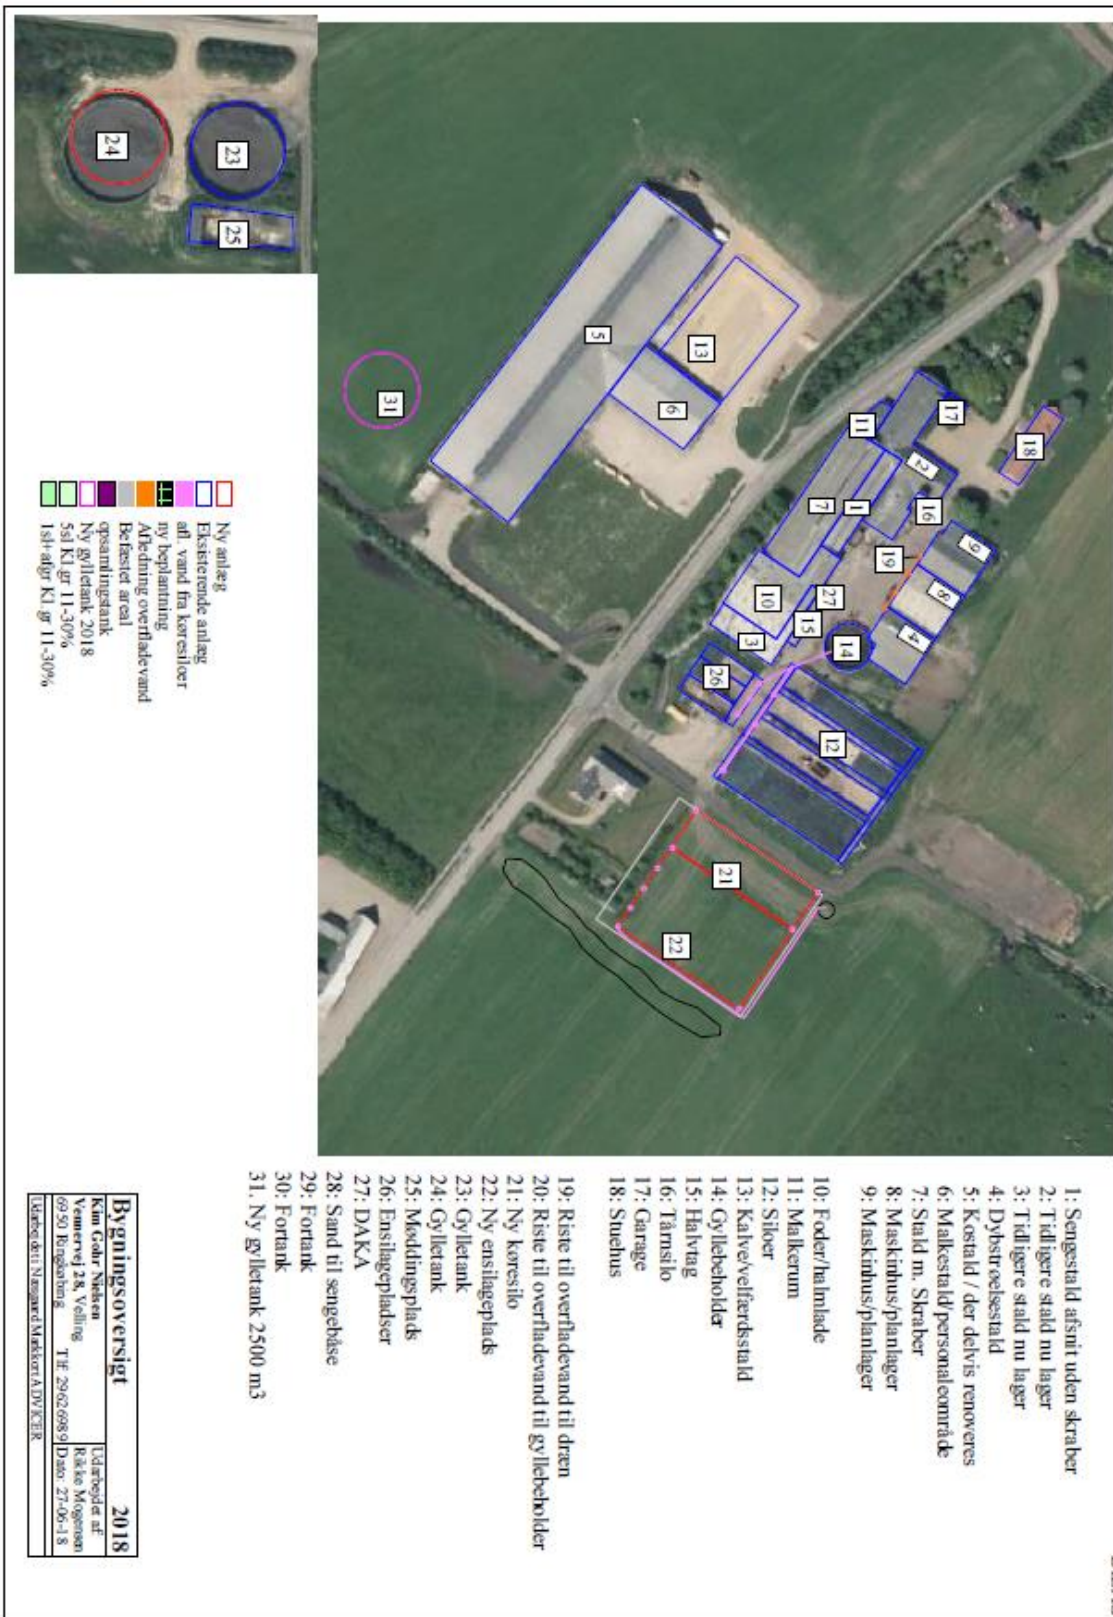 1: Sengestald afsnit uden skraber
2: Tidligere stald nu lager
3: Tidligere stald nu lager
4: Dybstrøelsestald
5: Kostald / der delvis renoveres
6: Malkestald/personaleområde
7: Stald m. Skraber
8: Maskinhus/planlager
9: Maskinhus/planlager
10: Foder/halmlade
11: Malkerum
12: Siloer
13: Kalve/velfærdsstald
14: Gyllebeholder
15: Halvtag
16: Tårnsilo
17: Garage
18: Stuehus
19: Riste til overfladevand til dræn
20: Riste til overfladevand til gyllebeholder
21: Ny køresilo
22: Ny ensilageplads
23: Gylletank
24: Gylletank
25: Møddingsplads
26: Ensilagepladser
27: DAKA
28: Sand til sengebåse
29: Fortank
30: Fortank
31. Ny gylletank 2500 m3
18
17
2
16
9
8
4
11
7
1
19
27
10
15
3
14
26
12
21
22
13
6
5
31
23
24
25
Ny anlæg
Eksisterende anlæg
afl. vand fra køresiloer
ny beplantning
Afledning overfladevand
Befæstet areal
opsamlingstank
Ny gylletank 2018
5sl Kl.gr 11-30%
1sl+afgr Kl.gr 11-30%
Bygningsoversigt 2018
Kim Gohr Nielsen
Vennervej 28, Velling
6950 Ringkøbing Tlf: 29626989
Udarbejdet af
Rikke Mogensen
Dato: 27-06-18